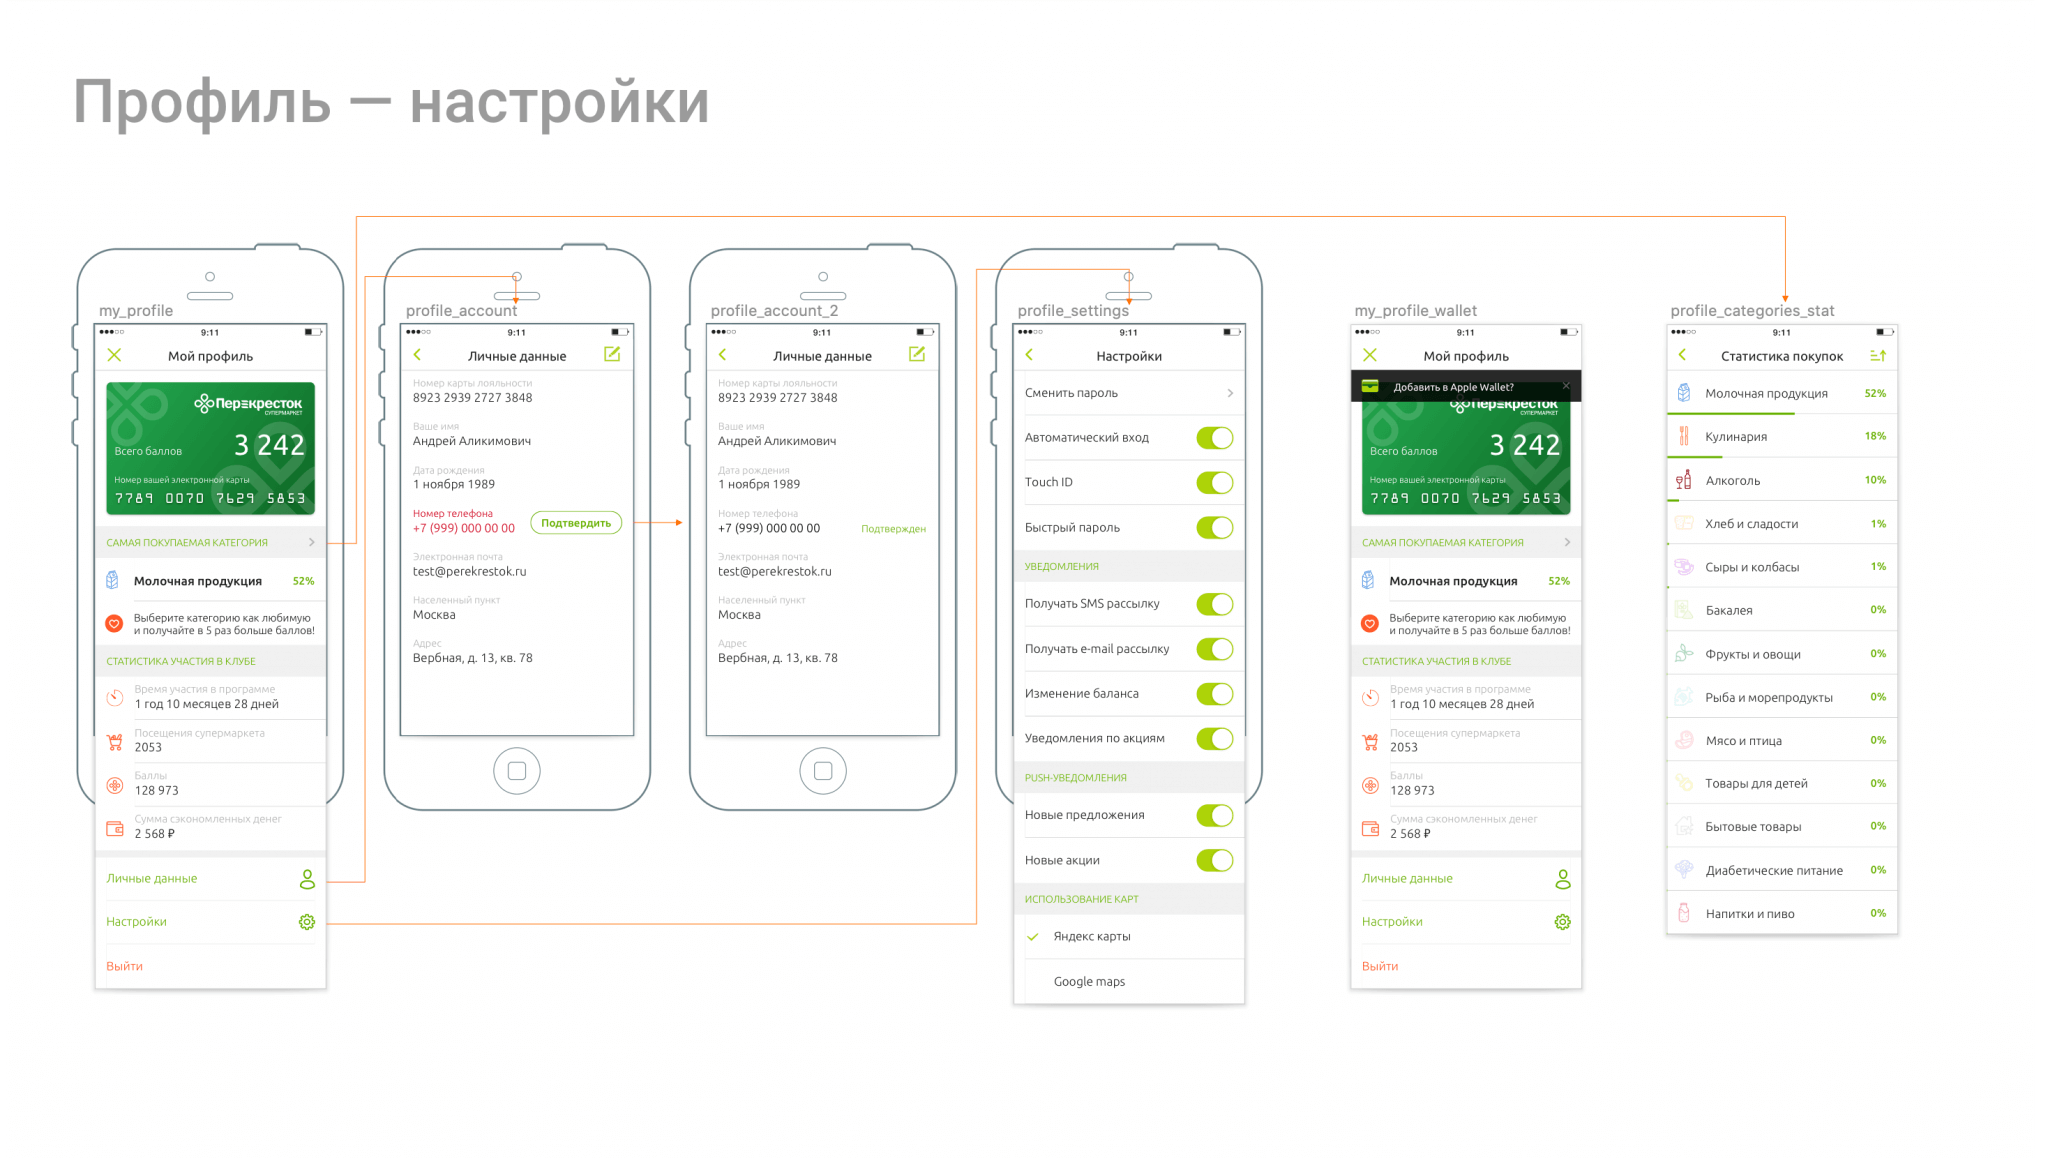 Профиль — настройки
my_profile
9:11
Мой профиль
Перекресток
СУПЕРМАРКЕТ
Всего баллов
3 242
Номер вашей электронной карты
7789 0070 7629 5853
САМАЯ ПОКУПАЕМАЯ КАТЕГОРИЯ
Молочная продукция 52%
Выберите категорию как любимую
и получайте в 5 раз больше баллов!
СТАТИСТИКА УЧАСТИЯ В КЛУБЕ
Время участия в программе
1 год 10 месяцев 28 дней
Посещения супермаркета
2053
Баллы
128 973
Сумма сэкономленных денег
2 568 ₽
Личные данные
Настройки
Выйти
profile_account
9:11
Личные данные
Номер карты лояльности
8923 2939 2727 3848
Ваше имя
Андрей Аликимович
Дата рождения
1 ноября 1989
Номер телефона
+7 (999) 000 00 00
Подтвердить
Электронная почта
test@perekrestok.ru
Населенный пункт
Москва
Адрес
Вербная, д. 13, кв. 78
profile_account_2
9:11
Личные данные
Номер карты лояльности
8923 2939 2727 3848
Ваше имя
Андрей Аликимович
Дата рождения
1 ноября 1989
Номер телефона
+7 (999) 000 00 00
Подтвержден
Электронная почта
test@perekrestok.ru
Населенный пункт
Москва
Адрес
Вербная, д. 13, кв. 78
profile_settings
9:11
Настройки
Сменить пароль
Автоматический вход
Touch ID
Быстрый пароль
УВЕДОМЛЕНИЯ
Получать SMS рассылку
Получать e-mail рассылку
Изменение баланса
Уведомления по акциям
PUSH-УВЕДОМЛЕНИЯ
Новые предложения
Новые акции
ИСПОЛЬЗОВАНИЕ КАРТ
Яндекс карты
Google maps
my_profile_wallet
9:11
Мой профиль
Добавить в Apple Wallet?
Перекресток
СУПЕРМАРКЕТ
Всего баллов
3 242
Номер вашей электронной карты
7789 0070 7629 5853
САМАЯ ПОКУПАЕМАЯ КАТЕГОРИЯ
Молочная продукция 52%
Выберите категорию как любимую
и получайте в 5 раз больше баллов!
СТАТИСТИКА УЧАСТИЯ В КЛУБЕ
Время участия в программе
1 год 10 месяцев 28 дней
Посещения супермаркета
2053
Баллы
128 973
Сумма сэкономленных денег
2 568 ₽
Личные данные
Настройки
Выйти
profile_categories_stat
9:11
Статистика покупок
Молочная продукция 52%
Кулинария 18%
Алкоголь 10%
Хлеб и сладости 1%
Сыры и колбасы 1%
Бакалея 0%
Фрукты и овощи 0%
Рыба и морепродукты 0%
Мясо и птица 0%
Товары для детей 0%
Бытовые товары 0%
Диабетические питание 0%
Напитки и пиво 0%